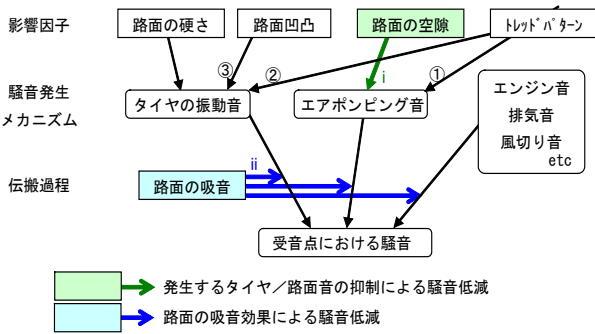 影響因子
路面の硬さ
路面凹凸
路面の空隙
ﾄﾚｯﾄﾞﾊﾟﾀｰﾝ
③
②
i
①
騒音発生
メカニズム
タイヤの振動音
エアポンピング音
エンジン音
排気音
風切り音
etc
伝搬過程
路面の吸音
ii
受音点における騒音
発生するタイヤ／路面音の抑制による騒音低減
路面の吸音効果による騒音低減